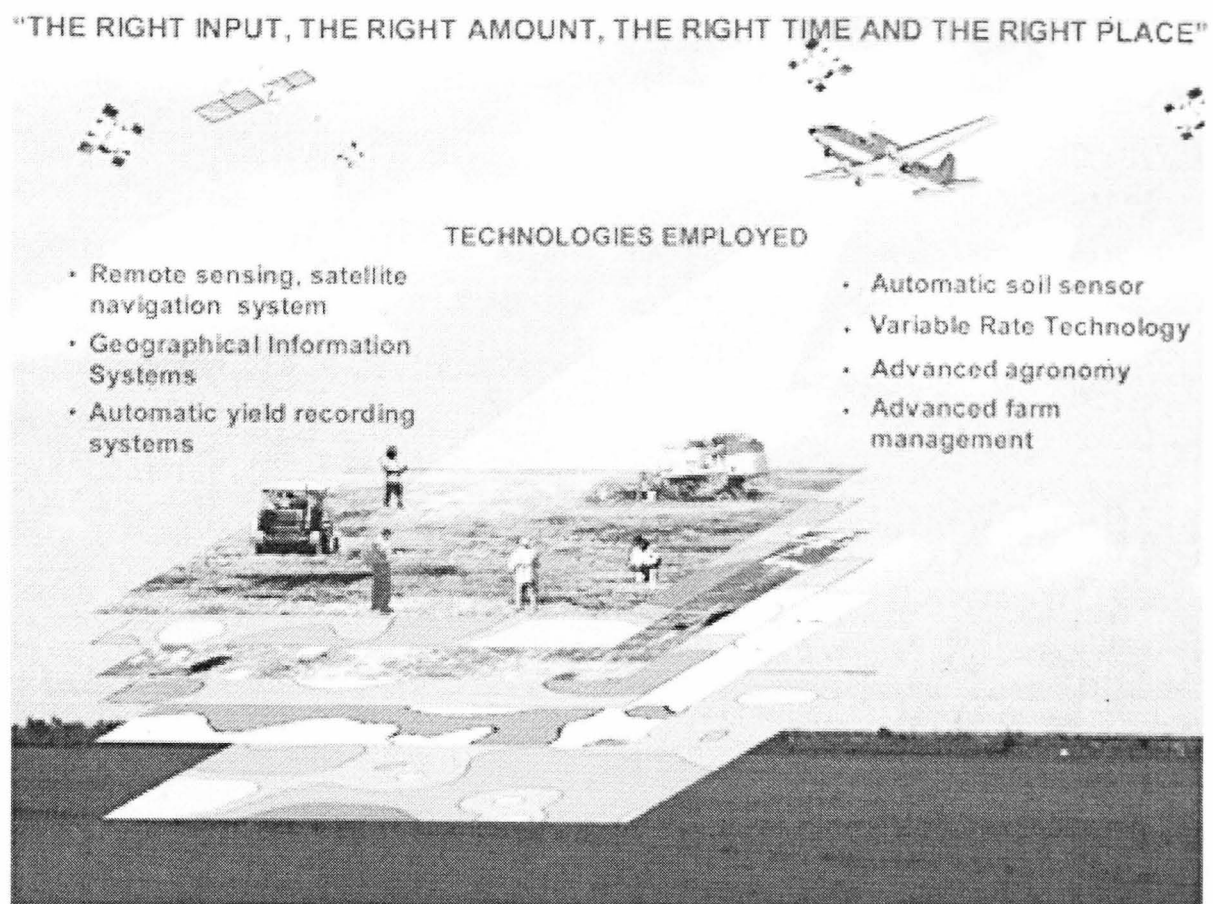 "THE RIGHT INPUT, THE RIGHT AMOUNT, THE RIGHT TIME AND THE RIGHT PLACE"
TECHNOLOGIES EMPLOYED
• Remote sensing, satellite
navigation system
• Geographical Information
Systems
• Automatic yield recording
systems
• Automatic soil sensor
• Variable Rate Technology
• Advanced agronomy
• Advanced farm
management